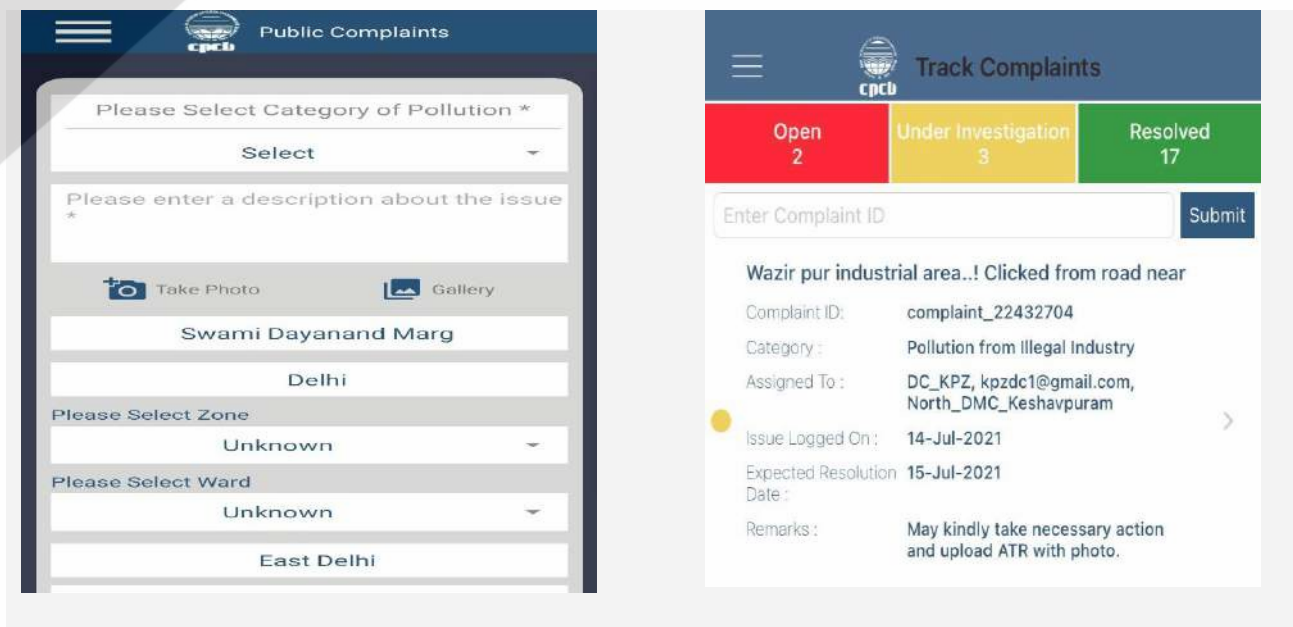 cpcb
Public Complaints
Please Select Category of Pollution *
Select
Please enter a description about the issue
*
Take Photo
Gallery
Swami Dayanand Marg
Delhi
Please Select Zone
Unknown
Please Select Ward
Unknown
East Delhi
cpcb
Track Complaints
Open
2
Under Investigation
3
Resolved
17
Enter Complaint ID
Submit
Wazir pur industrial area..! Clicked from road near
Complaint ID: complaint_22432704
Category : Pollution from Illegal Industry
Assigned To : DC_KPZ, kpzdc1@gmail.com,
North_DMC_Keshavpuram
Issue Logged On : 14-Jul-2021
Expected Resolution 15-Jul-2021
Date :
Remarks : May kindly take necessary action
and upload ATR with photo.